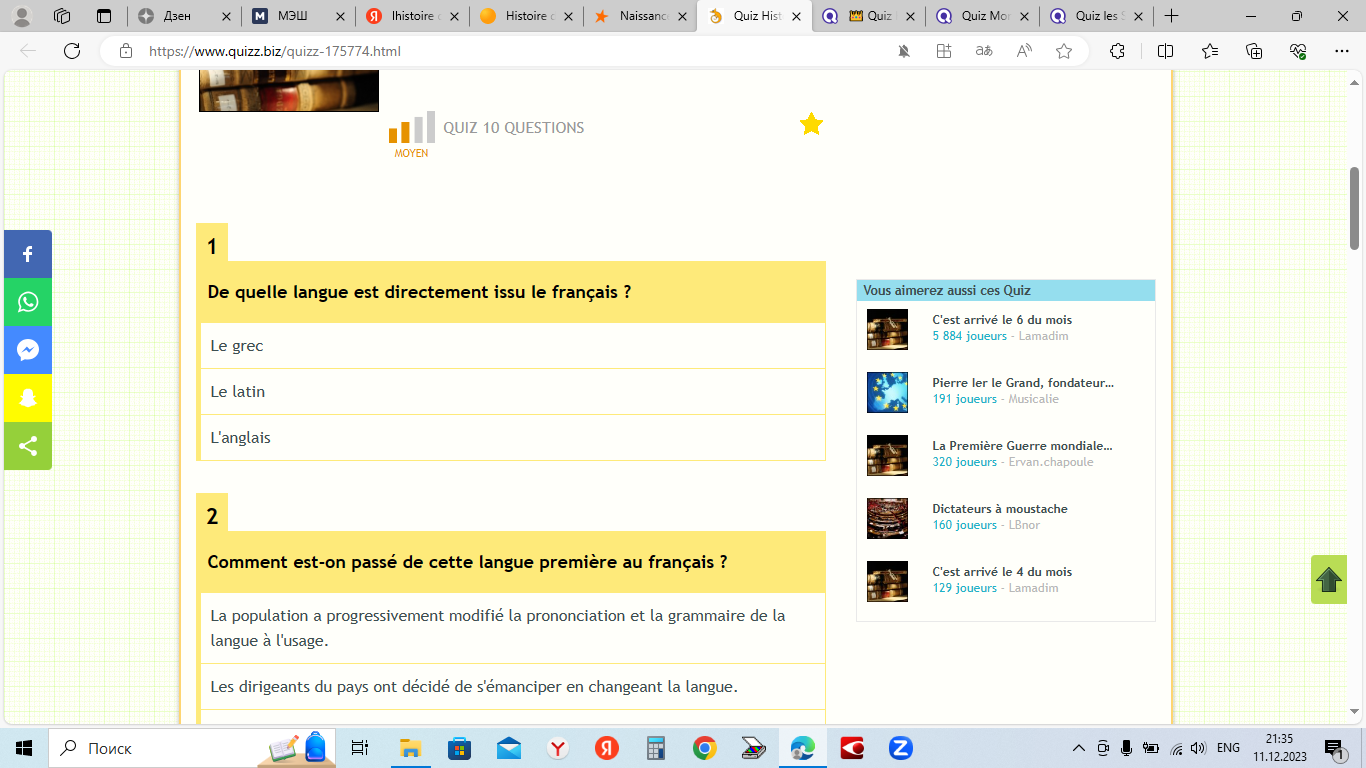 Дзен
МЭШ
lhistoire
Histoire
Naissanc
Quiz Hist
Quiz
Quiz Mor
Quiz les S
https://www.quizz.biz/quizz-175774.html
QUIZ 10 QUESTIONS
MOYEN
1
De quelle langue est directement issu le français ?
Le grec
Le latin
L'anglais
2
Comment est-on passé de cette langue première au français ?
La population a progressivement modifié la prononciation et la grammaire de la
langue à l'usage.
Les dirigeants du pays ont décidé de s'émanciper en changeant la langue.
Vous aimerez aussi ces Quiz
C'est arrivé le 6 du mois
5 884 joueurs - Lamadim
Pierre Ier le Grand, fondateur...
191 joueurs - Musicalie
La Première Guerre mondiale...
320 joueurs - Ervan.chapoule
Dictateurs à moustache
160 joueurs - LBnor
C'est arrivé le 4 du mois
129 joueurs - Lamadim
Поиск
ENG
21:35
11.12.2023
1